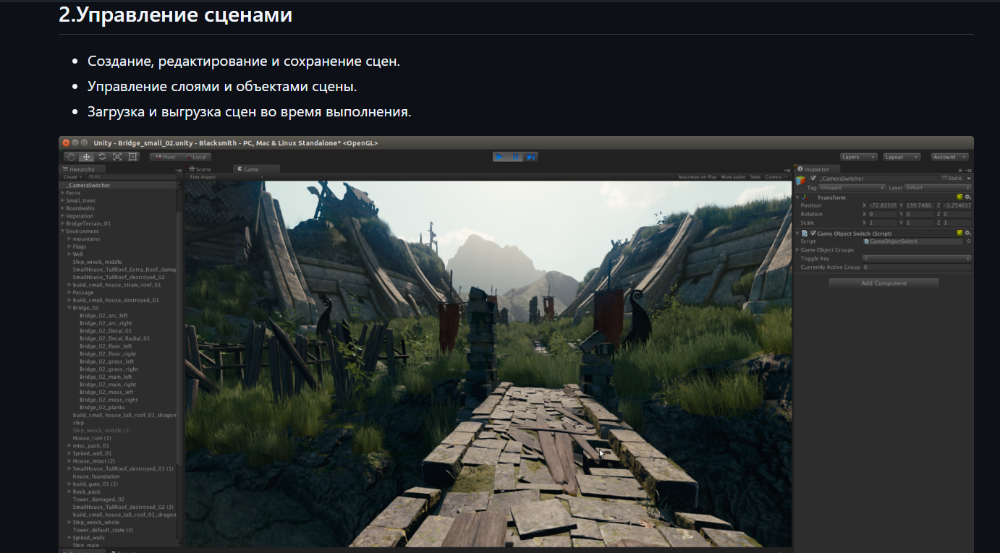 2.Управление сценами
Создание, редактирование и сохранение сцен.
Управление слоями и объектами сцены.
Загрузка и выгрузка сцен во время выполнения.
Unity - Bridge_small_02.unity - Blacksmith - PC, Mac & Linux Standalone* <OpenGL>
Pivot Local Layers Layout Account
Hierarchy Scene Game Inspector
Create Free Aspect Maximize on Play Mute audio Stats Gizmos
_CameraSwitcher
Ferns
Small_trees
Boardwalks
Vegetation
BridgeTerrain_01
Environment
mountains
Flags
Well
Ship_wreck_middle
SmallHouse_TallRoof_Extra_Roof_damag
SmallHouse_TallRoof_destroyed_02
build_small_house_straw_roof_01
Passage
build_small_house_destroyed_01
Bridge_02
Bridge_02_arc_left
Bridge_02_arc_right
Bridge_02_Decal_01
Bridge_02_Decal_Radial_01
Bridge_02_floor_left
Bridge_02_floor_right
Bridge_02_grass_left
Bridge_02_grass_right
Bridge_02_main_left
Bridge_02_main_right
Bridge_02_moss_left
Bridge_02_moss_right
Bridge_02_planks
build_small_house_tall_roof_01_dragon
ship
Ship_wreck_middle (1)
House_ruin (1)
misc_pack_01
Spiked_wall_01
House_intact (2)
SmallHouse_TallRoof_destroyed_01 (1)
house_foundation
build_gate_01 (1)
Rock_pack
Tower_damaged_02
SmallHouse_TallRoof_destroyed_02 (3)
build_small_house_tall_roof_01_dragon
Ship_wreck_whole
Tower_default_state (3)
Spiked_walls
Ship_main
_CameraSwitcher Static
Tag Untagged Layer Default
Transform
Position X -72.81505 Y 139.7486 Z -3.254617
Rotation X 0 Y 0 Z 0
Scale X 1 Y 1 Z 1
Game Object Switch (Script)
Script GameObjectSwitch
Game Object Groups
Toggle Key C
Currently Active Group 0
Add Component